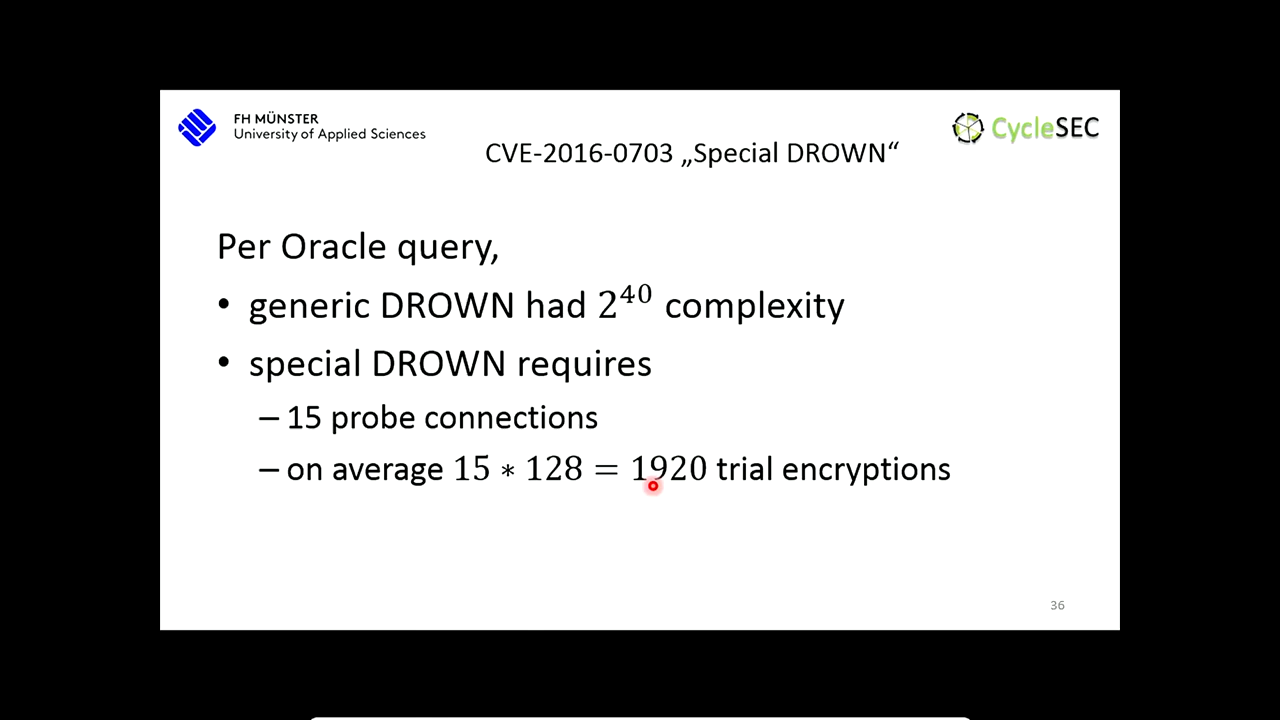 FH MÜNSTER
University of Applied Sciences
CycleSEC
CVE-2016-0703 „Special DROWN“
Per Oracle query,
• generic DROWN had 2⁴⁰ complexity
• special DROWN requires
– 15 probe connections
– on average 15 ∗ 128 = 1920 trial encryptions
36